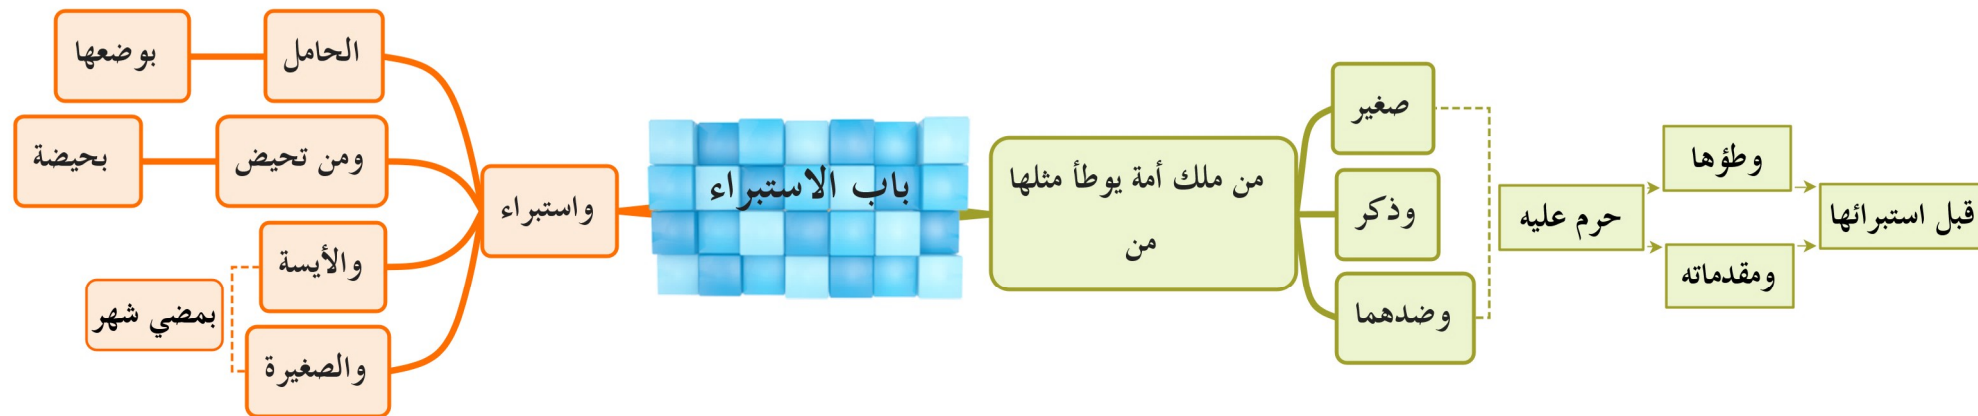 باب الاستبراء
من ملك أمة يوطأ مثلها
من
صغير
وذكر
وضدهما
حرم عليه
وطؤها
ومقدماته
قبل استبرائها
واستبراء
الحامل
بوضعها
ومن تحيض
بحيضة
والأيسة
والصغيرة
بمضي شهر